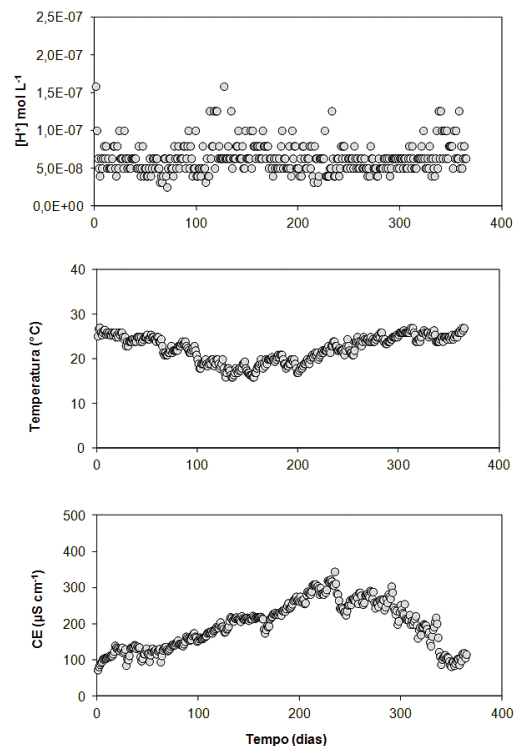 [H⁺] mol L⁻¹
2,5E-07
2,0E-07
1,5E-07
1,0E-07
5,0E-08
0,0E+00
0 100 200 300 400
Temperatura (°C)
40
30
20
10
0
0 100 200 300 400
CE (µS cm⁻¹)
500
400
300
200
100
0
0 100 200 300 400
Tempo (dias)